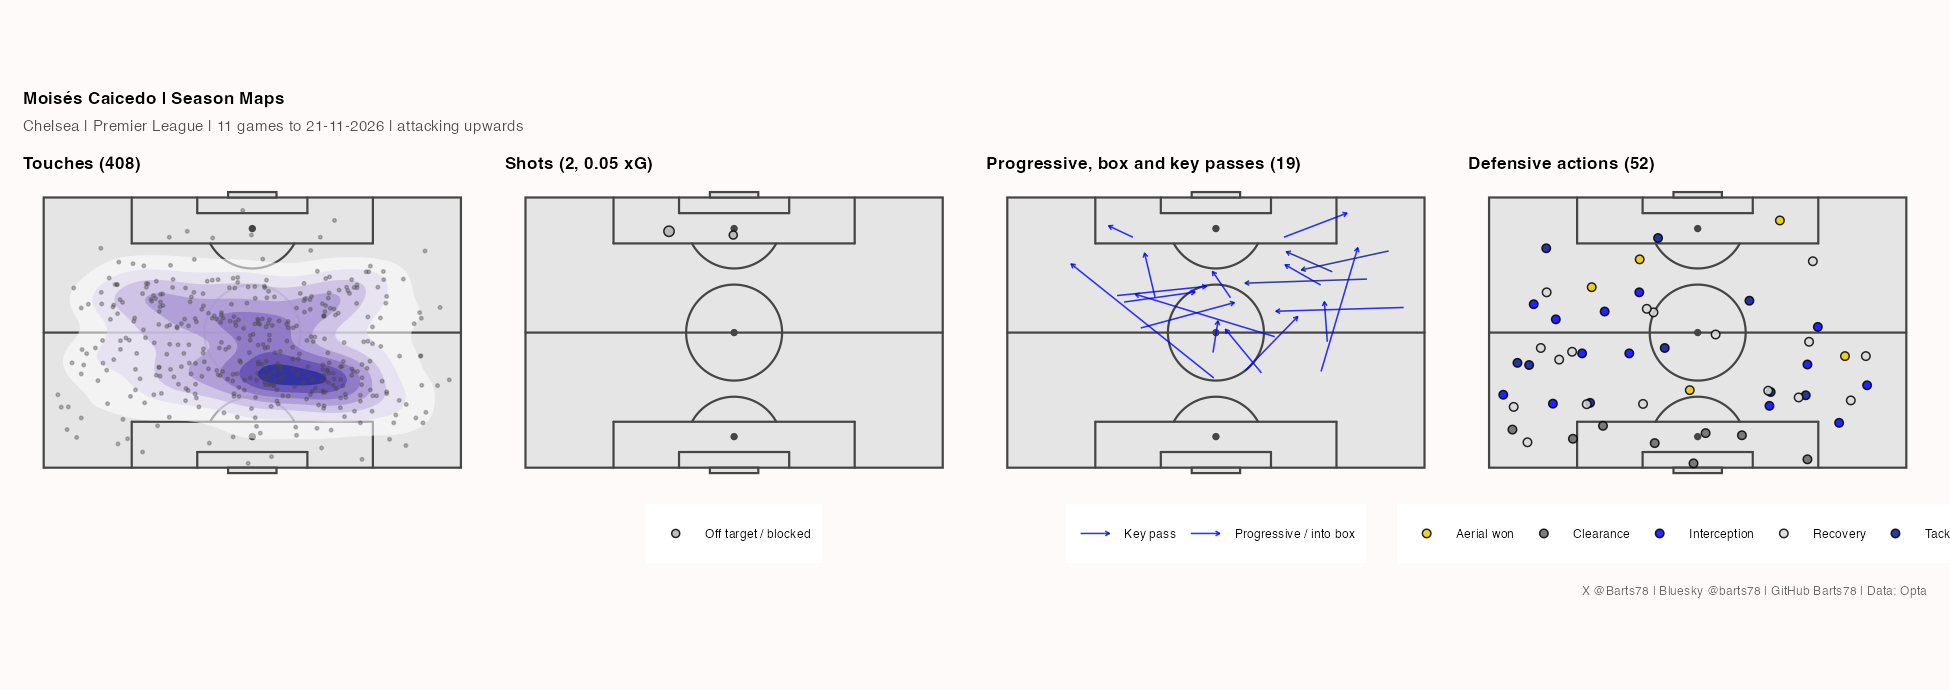 Moisés Caicedo | Season Maps
Chelsea | Premier League | 11 games to 21-11-2026 | attacking upwards
Touches (408)
Shots (2, 0.05 xG)
Progressive, box and key passes (19)
Defensive actions (52)
Off target / blocked
Key pass
Progressive / into box
Aerial won
Clearance
Interception
Recovery
Tack
X @Barts78 | Bluesky @barts78 | GitHub Barts78 | Data: Opta